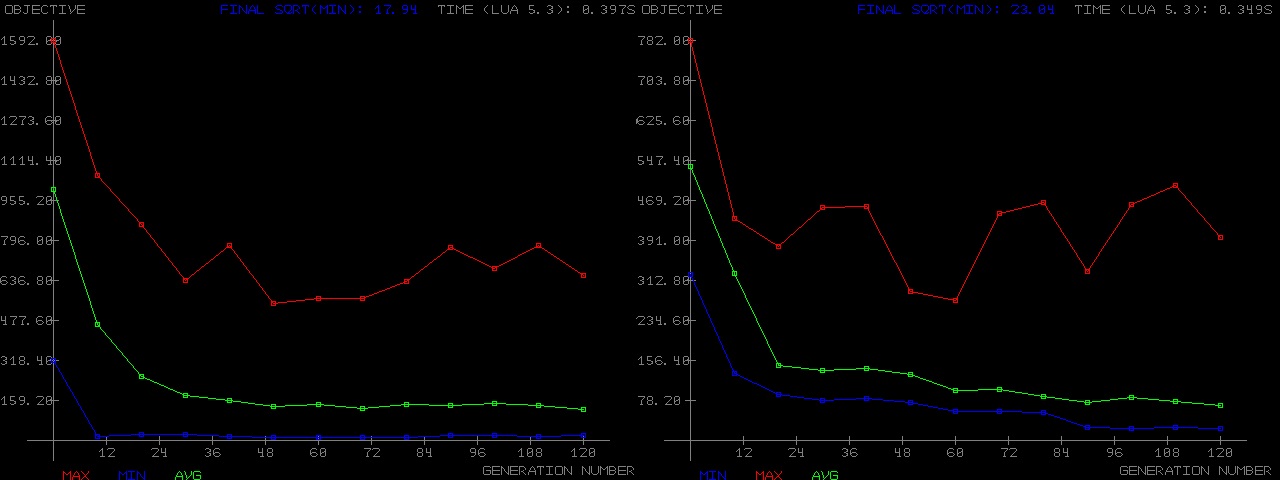 OBJECTIVE FINAL SQRT(MIN): 17.94 TIME (LUA 5.3): 0.397S
1592.00
1432.80
1273.60
1114.40
955.20
796.00
636.80
477.60
318.40
159.20
12 24 36 48 60 72 84 96 108 120
GENERATION NUMBER
MAX MIN AVG
OBJECTIVE FINAL SQRT(MIN): 23.04 TIME (LUA 5.3): 0.349S
782.00
703.80
625.60
547.40
469.20
391.00
312.80
234.60
156.40
78.20
12 24 36 48 60 72 84 96 108 120
GENERATION NUMBER
MIN MAX AVG